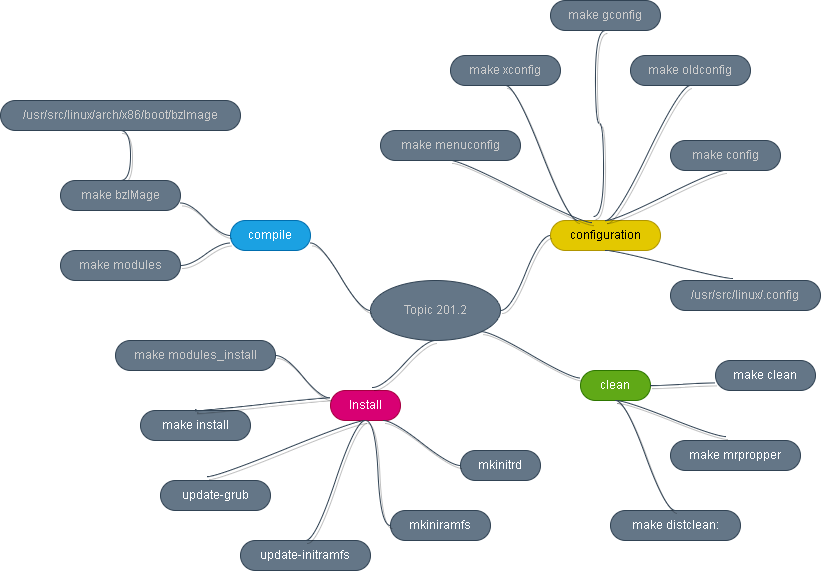 make gconfig
make xconfig
make oldconfig
/usr/src/linux/arch/x86/boot/bzImage
make menuconfig
make config
make bzIMage
compile
configuration
make modules
/usr/src/linux/.config
Topic 201.2
make modules_install
make clean
clean
Install
make install
make mrpropper
mkinitrd
update-grub
mkiniramfs
make distclean:
update-initramfs